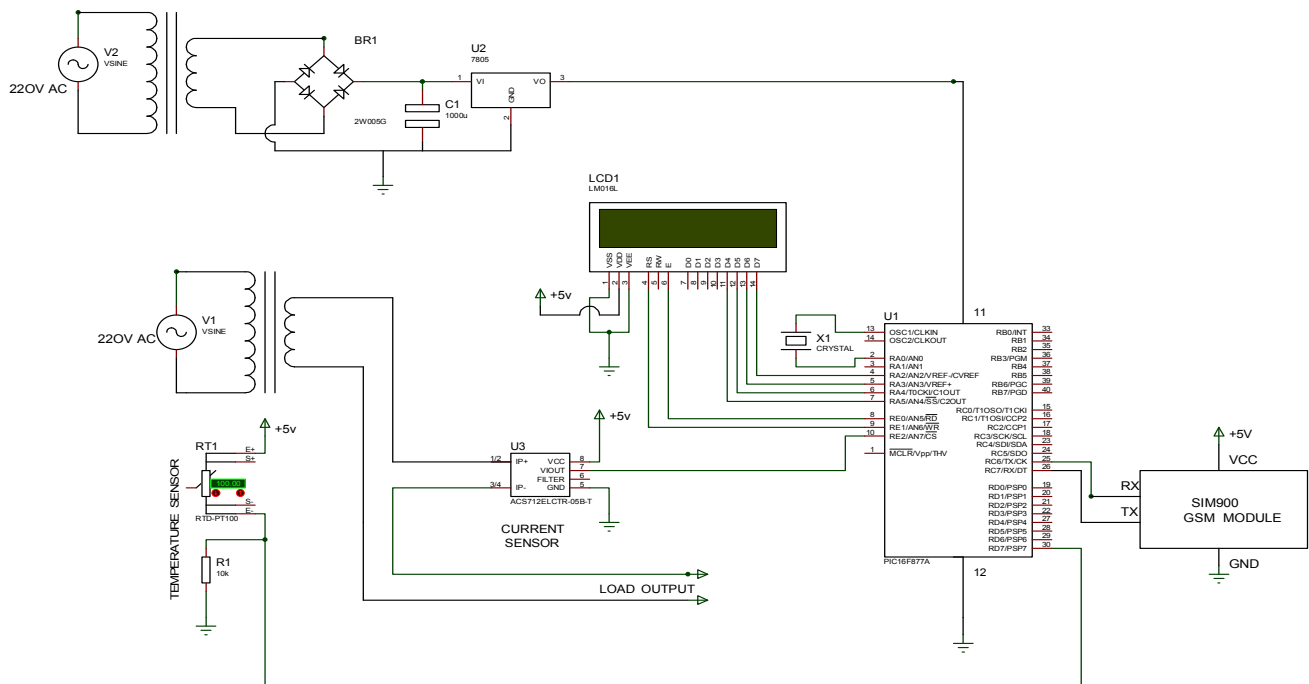 V2
VSINE
22OV AC
BR1
2W005G
C1
1000u
U2
7805
1 VI VO 3
GND
2
LCD1
LM016L
VSS VDD VEE RS RW E D0 D1 D2 D3 D4 D5 D6 D7
1 2 3 4 5 6 7 8 9 10 11 12 13 14
+5v
V1
VSINE
22OV AC
X1
CRYSTAL
U1
11
13 OSC1/CLKIN RB0/INT 33
14 OSC2/CLKOUT RB1 34
RB2 35
2 RA0/AN0 RB3/PGM 36
3 RA1/AN1 RB4 37
4 RA2/AN2/VREF-/CVREF RB5 38
5 RA3/AN3/VREF+ RB6/PGC 39
6 RA4/T0CKI/C1OUT RB7/PGD 40
7 RA5/AN4/SS/C2OUT
RC0/T1OSO/T1CKI 15
8 RE0/AN5/RD RC1/T1OSI/CCP2 16
9 RE1/AN6/WR RC2/CCP1 17
10 RE2/AN7/CS RC3/SCK/SCL 18
RC4/SDI/SDA 23
1 MCLR/Vpp/THV RC5/SDO 24
RC6/TX/CK 25
RC7/RX/DT 26
RD0/PSP0 19
RD1/PSP1 20
RD2/PSP2 21
RD3/PSP3 22
RD4/PSP4 27
RD5/PSP5 28
RD6/PSP6 29
RD7/PSP7 30
PIC16F877A
12
+5v
RT1
E+
S+
100.00
S-
E-
RTD-PT100
TEMPERATURE SENSOR
R1
10k
+5v
U3
1/2 IP+ VCC 8
VIOUT 7
FILTER 6
3/4 IP- GND 5
ACS712ELCTR-05B-T
CURRENT
SENSOR
LOAD OUTPUT
+5V
VCC
RX
TX
SIM900
GSM MODULE
GND